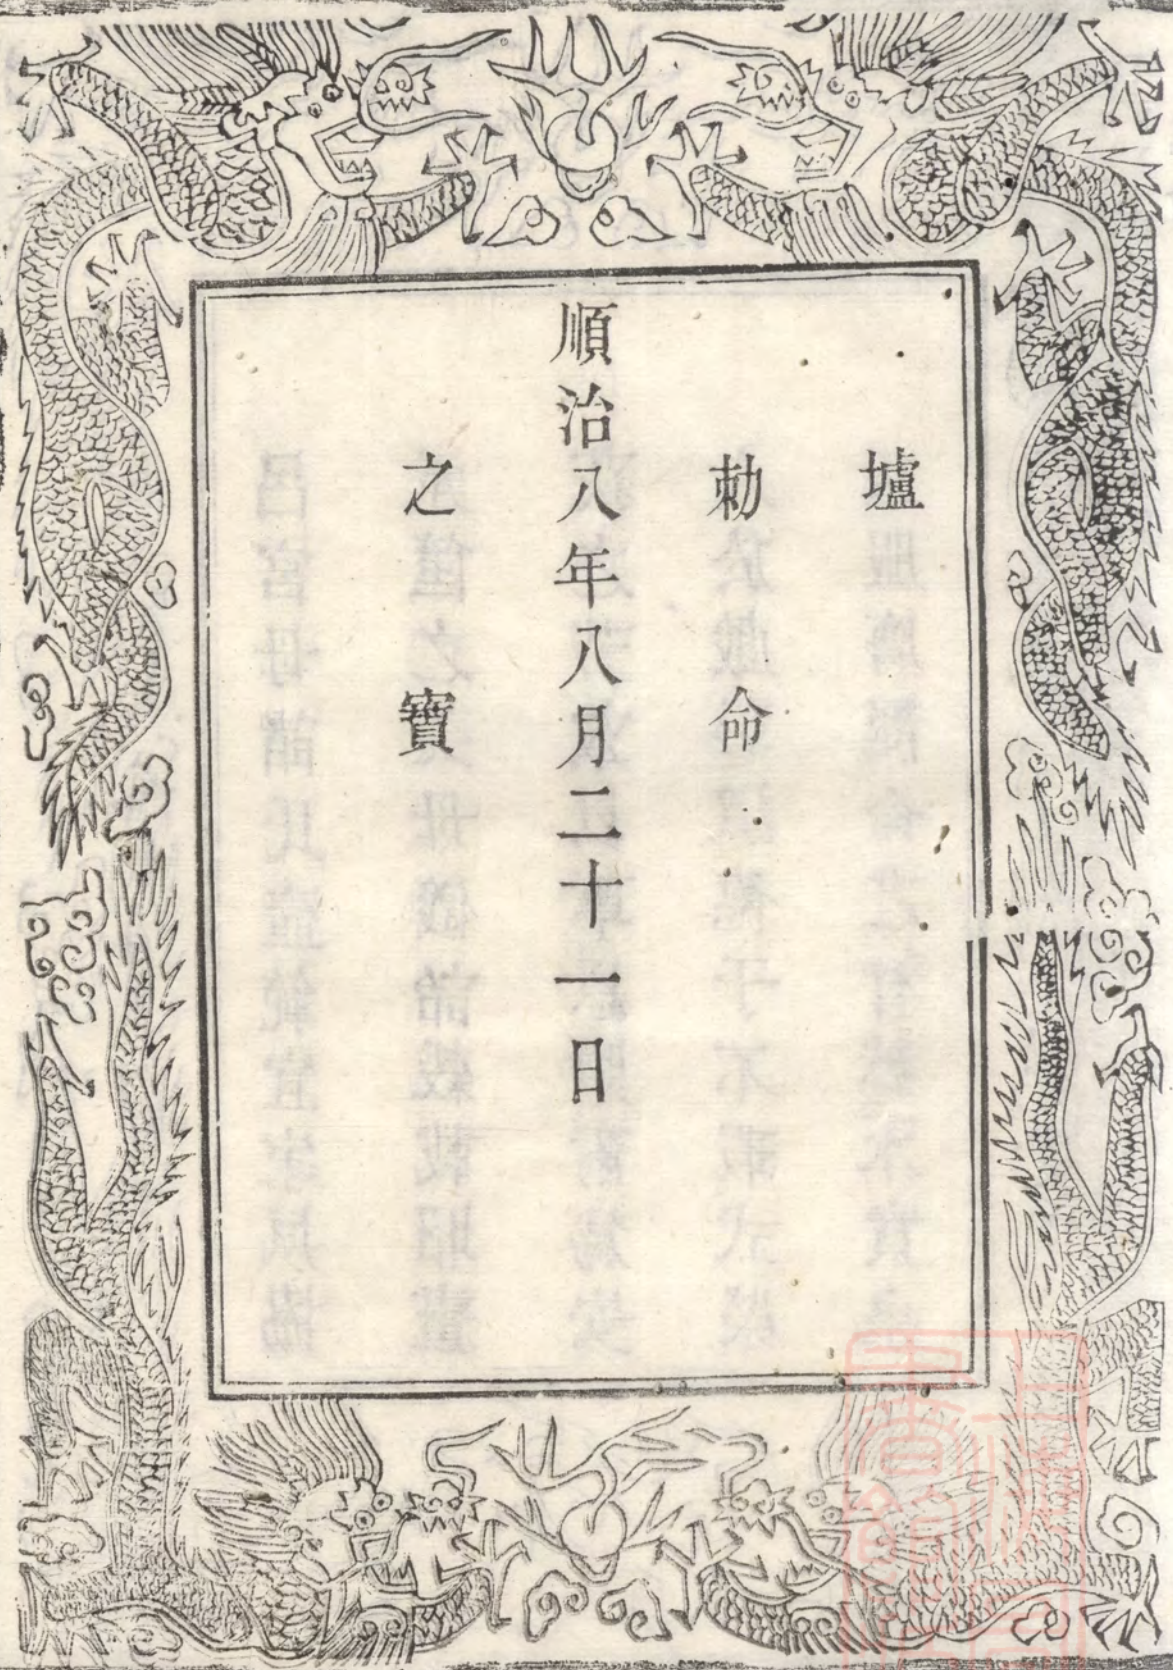 壚
勅命
順治八年八月二十一日
之寶